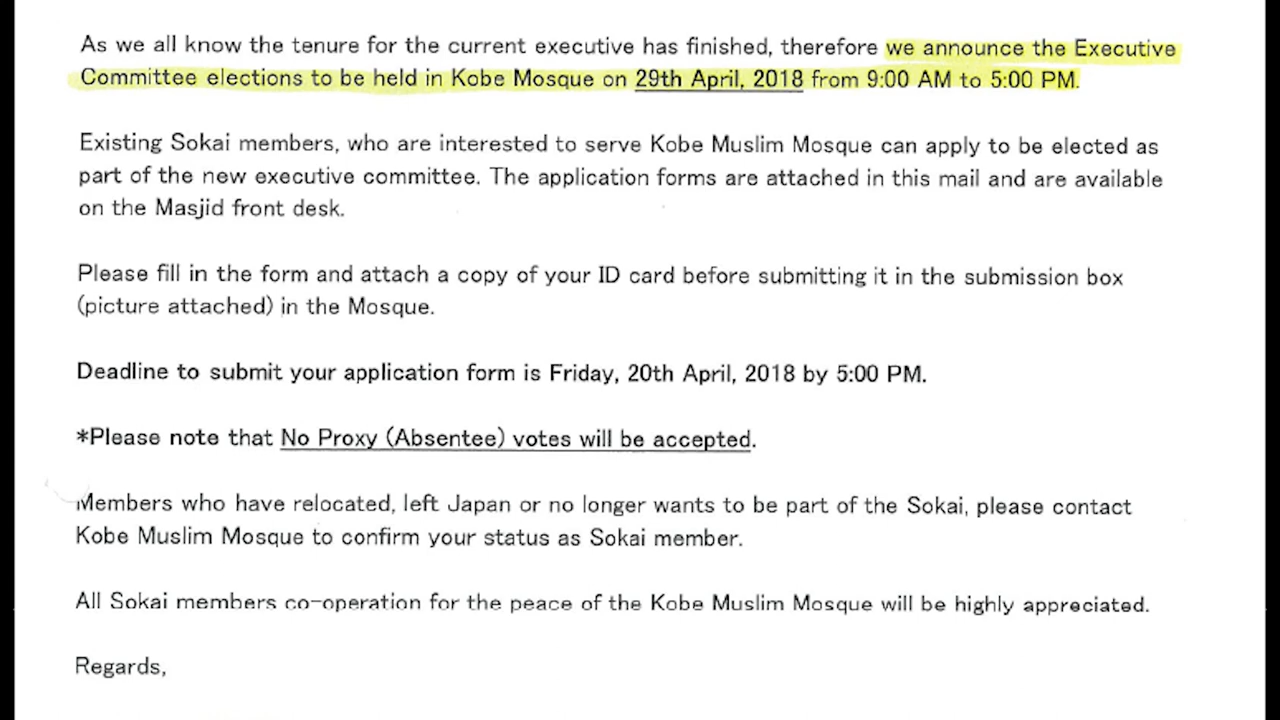 As we all know the tenure for the current executive has finished, therefore we announce the Executive
Committee elections to be held in Kobe Mosque on 29th April, 2018 from 9:00 AM to 5:00 PM.
Existing Sokai members, who are interested to serve Kobe Muslim Mosque can apply to be elected as
part of the new executive committee. The application forms are attached in this mail and are available
on the Masjid front desk.
Please fill in the form and attach a copy of your ID card before submitting it in the submission box
(picture attached) in the Mosque.
Deadline to submit your application form is Friday, 20th April, 2018 by 5:00 PM.
*Please note that No Proxy (Absentee) votes will be accepted.
Members who have relocated, left Japan or no longer wants to be part of the Sokai, please contact
Kobe Muslim Mosque to confirm your status as Sokai member.
All Sokai members co-operation for the peace of the Kobe Muslim Mosque will be highly appreciated.
Regards,